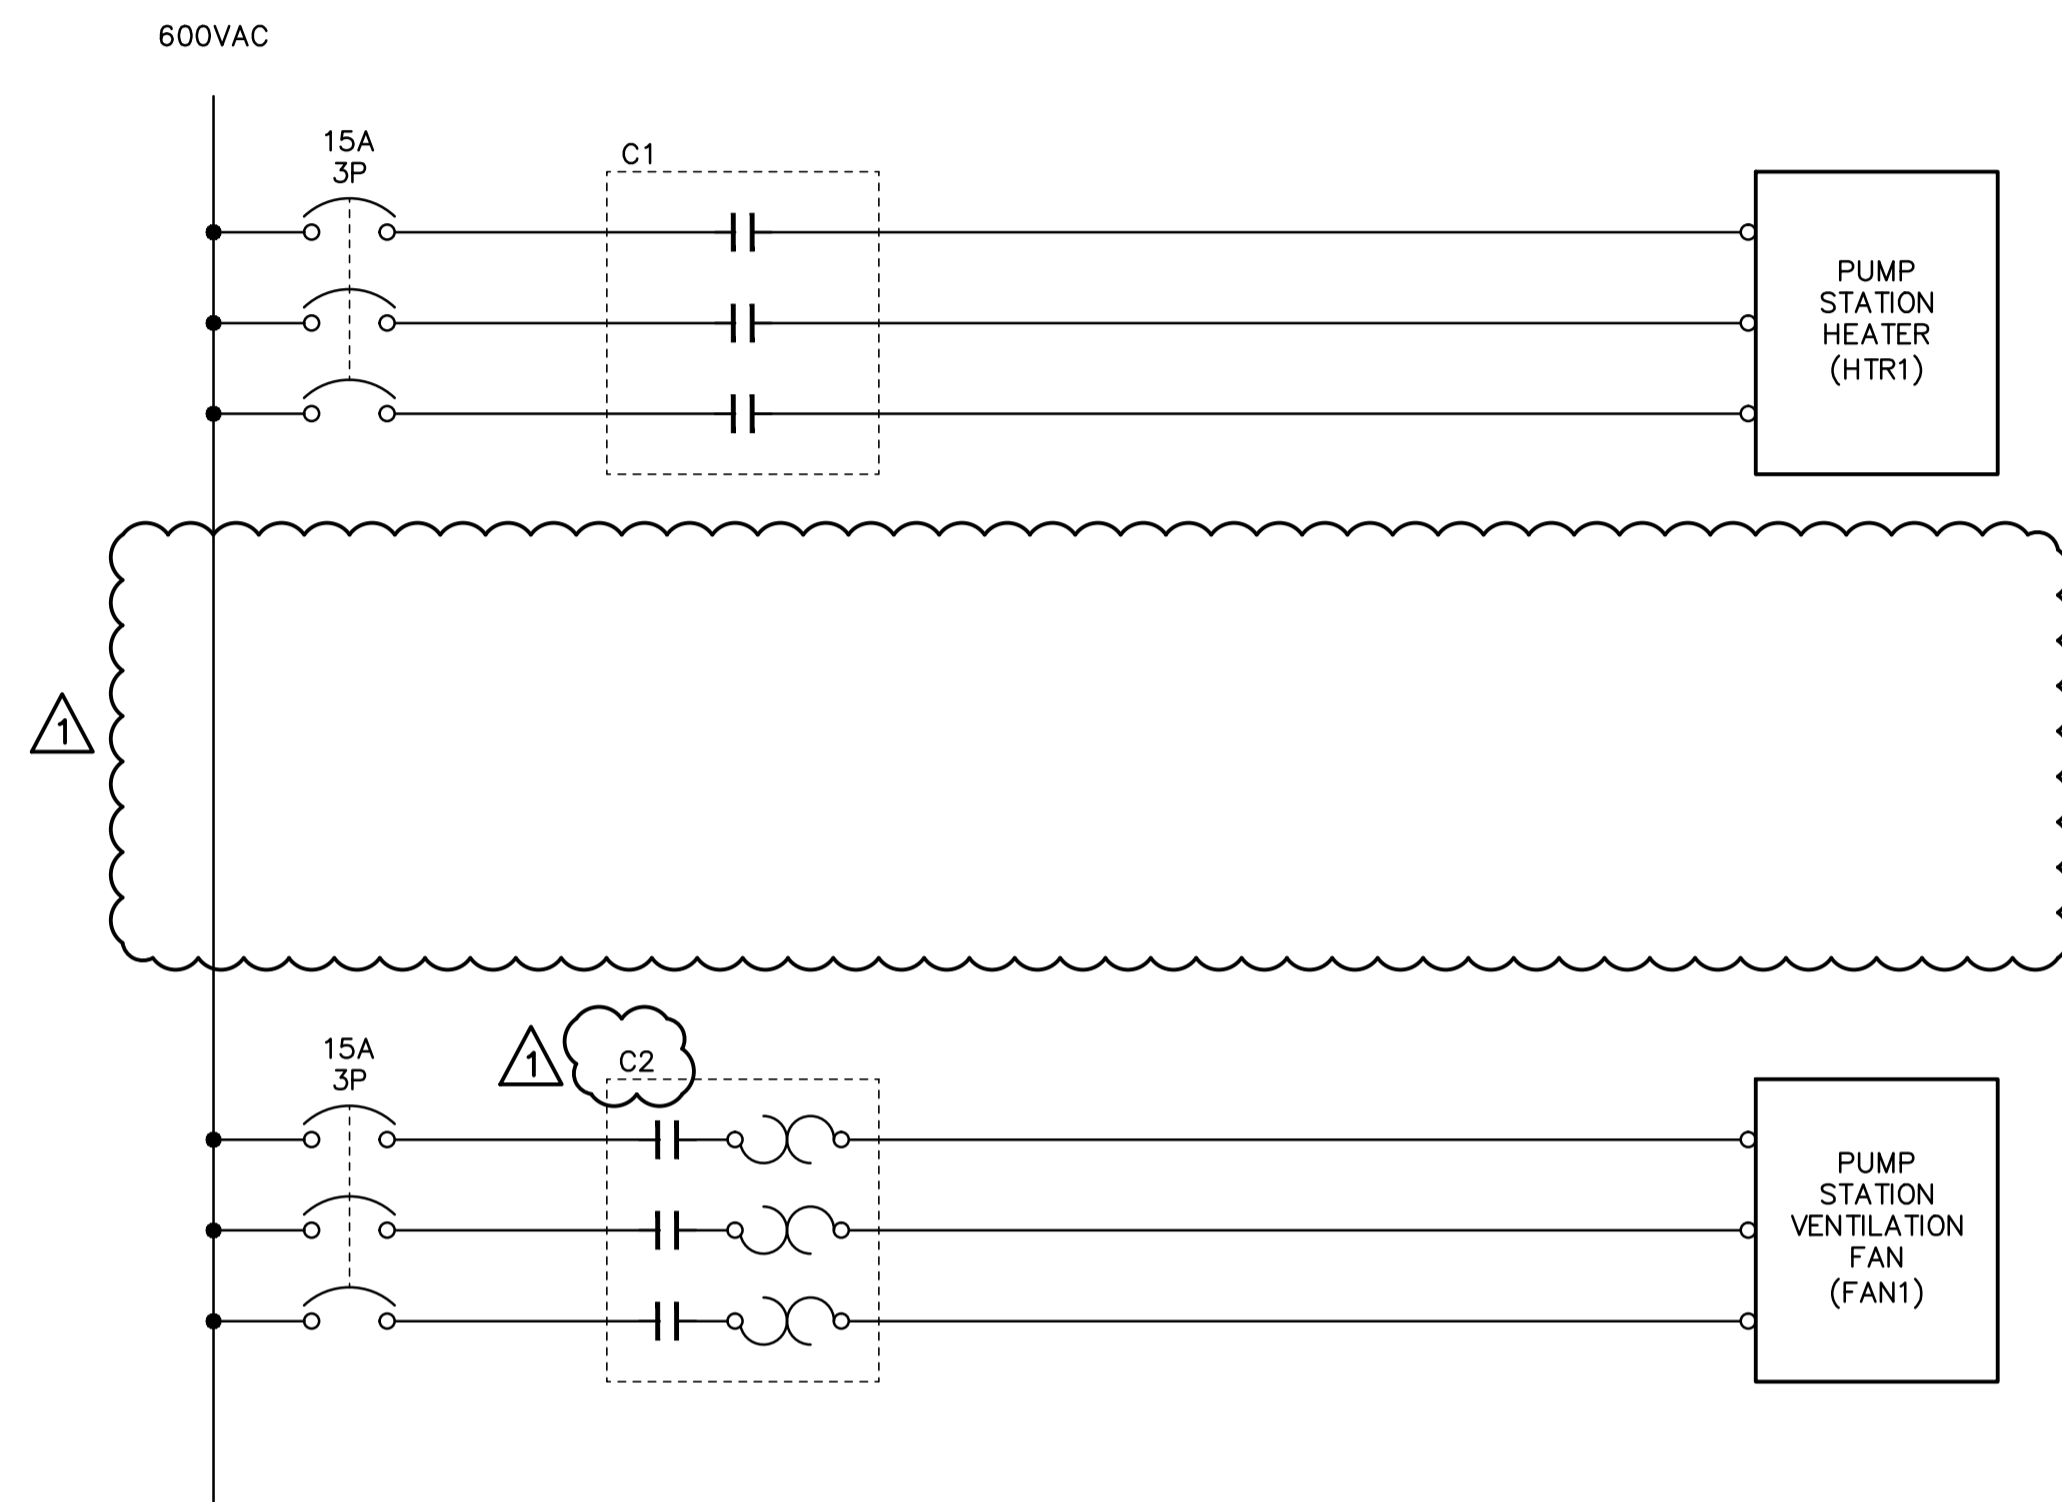 600VAC
15A
3P
C1
PUMP
STATION
HEATER
(HTR1)
1
15A
3P
1
C2
PUMP
STATION
VENTILATION
FAN
(FAN1)